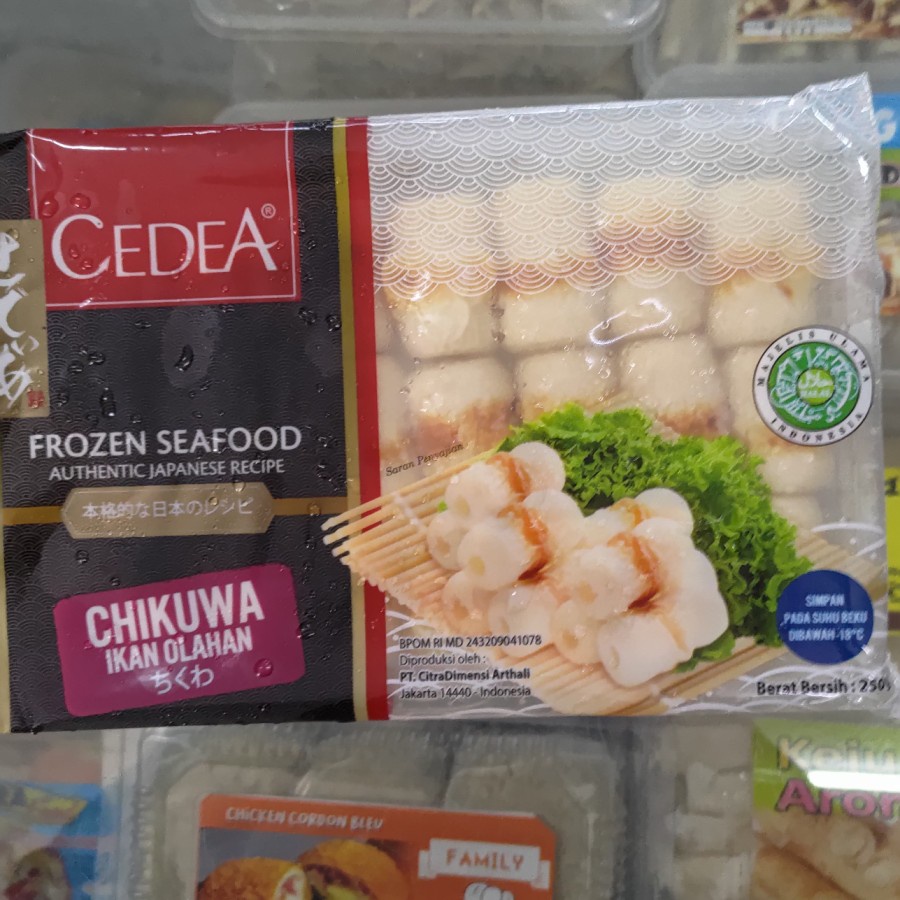 CEDEA®
FROZEN SEAFOOD
AUTHENTIC JAPANESE RECIPE
本格的な日本のレシピ
CHIKUWA
IKAN OLAHAN
ちくわ
Saran Penyajian
MAJELIS ULAMA
INDONESIA
BPOM RI MD 243209041078
Diproduksi oleh :
PT. CitraDimensi Arthali
Jakarta 14440 - Indonesia
SIMPAN
PADA SUHU BEKU
DIBAWAH -18°C
Berat Bersih : 250
CHICKEN CORDON BLEU
FAMILY
Keju